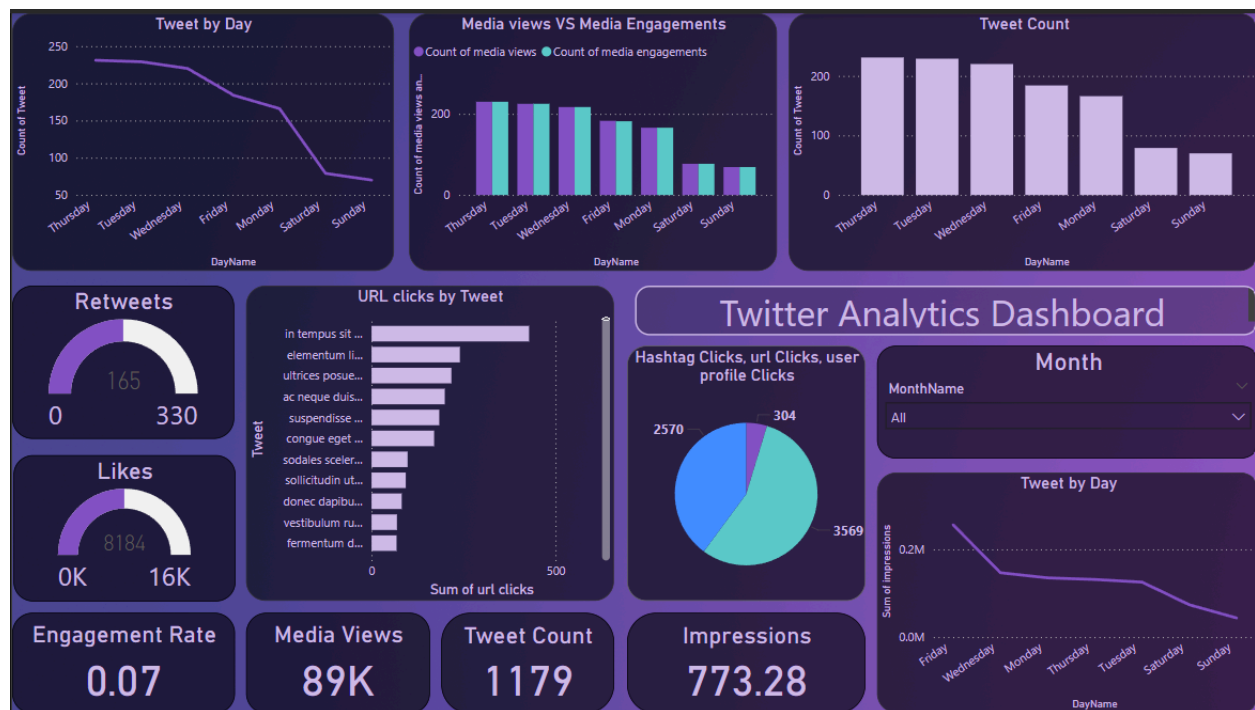 Tweet by Day
250
200
150
100
50
Count of Tweet
Thursday
Tuesday
Wednesday
Friday
Monday
Saturday
Sunday
DayName
Media views VS Media Engagements
Count of media views Count of media engagements
200
0
Count of media views an...
Thursday
Tuesday
Wednesday
Friday
Monday
Saturday
Sunday
DayName
Tweet Count
200
100
0
Count of Tweet
Thursday
Tuesday
Wednesday
Friday
Monday
Saturday
Sunday
DayName
Retweets
165
0 330
Likes
8184
0K 16K
URL clicks by Tweet
Tweet
in tempus sit ...
elementum li...
ultrices posue...
ac neque duis...
suspendisse ...
congue eget ...
sodales sceler...
sollicitudin ut...
donec dapibu...
vestibulum ru...
fermentum d...
0 500
Sum of url clicks
Twitter Analytics Dashboard
Hashtag Clicks, url Clicks, user
profile Clicks
304
2570
3569
Month
MonthName
All
Tweet by Day
0.2M
0.0M
Sum of impressions
Friday
Wednesday
Monday
Thursday
Tuesday
Saturday
Sunday
DayName
Engagement Rate
0.07
Media Views
89K
Tweet Count
1179
Impressions
773.28